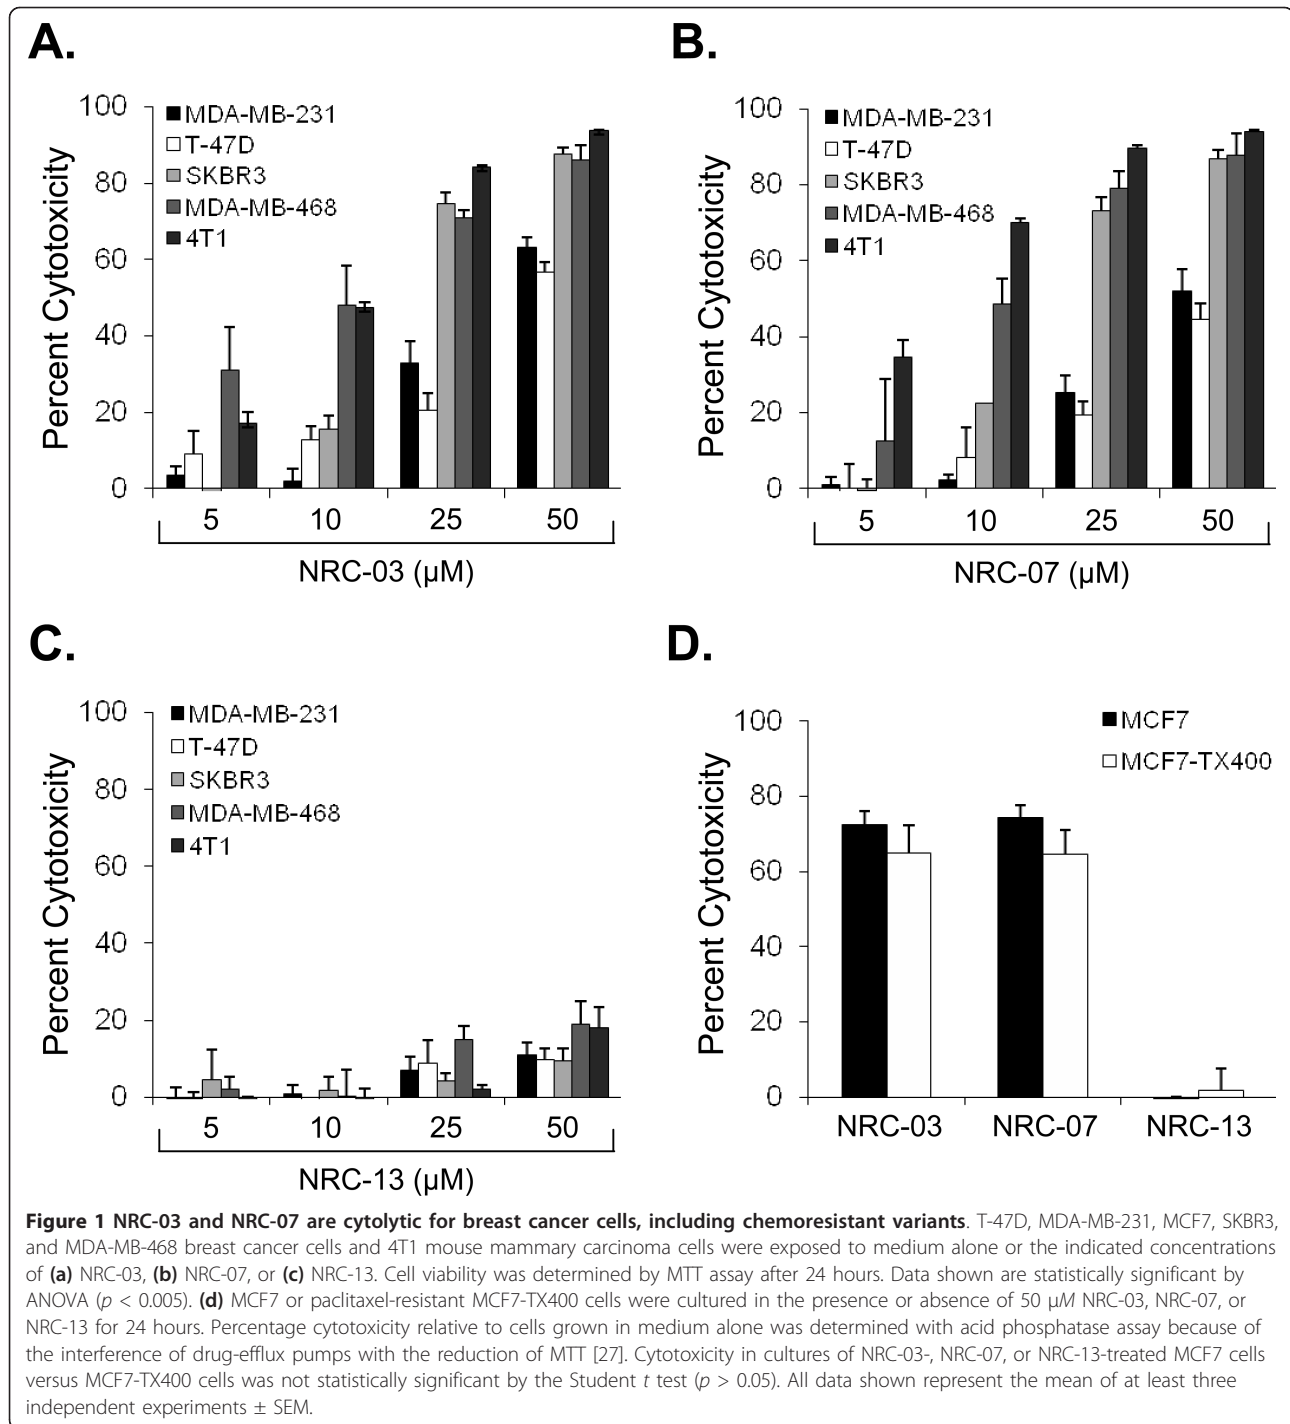 A.
100
80
60
40
20
0
Percent Cytotoxicity
MDA-MB-231
T-47D
SKBR3
MDA-MB-468
4T1
5 10 25 50
NRC-03 (µM)
B.
100
80
60
40
20
0
Percent Cytotoxicity
MDA-MB-231
T-47D
SKBR3
MDA-MB-468
4T1
5 10 25 50
NRC-07 (µM)
C.
100
80
60
40
20
0
Percent Cytotoxicity
MDA-MB-231
T-47D
SKBR3
MDA-MB-468
4T1
5 10 25 50
NRC-13 (µM)
D.
100
80
60
40
20
0
Percent Cytotoxicity
MCF7
MCF7-TX400
NRC-03 NRC-07 NRC-13
Figure 1 NRC-03 and NRC-07 are cytolytic for breast cancer cells, including chemoresistant variants. T-47D, MDA-MB-231, MCF7, SKBR3,
and MDA-MB-468 breast cancer cells and 4T1 mouse mammary carcinoma cells were exposed to medium alone or the indicated concentrations
of (a) NRC-03, (b) NRC-07, or (c) NRC-13. Cell viability was determined by MTT assay after 24 hours. Data shown are statistically significant by
ANOVA (p < 0.005). (d) MCF7 or paclitaxel-resistant MCF7-TX400 cells were cultured in the presence or absence of 50 µM NRC-03, NRC-07, or
NRC-13 for 24 hours. Percentage cytotoxicity relative to cells grown in medium alone was determined with acid phosphatase assay because of
the interference of drug-efflux pumps with the reduction of MTT [27]. Cytotoxicity in cultures of NRC-03-, NRC-07, or NRC-13-treated MCF7 cells
versus MCF7-TX400 cells was not statistically significant by the Student t test (p > 0.05). All data shown represent the mean of at least three
independent experiments ± SEM.